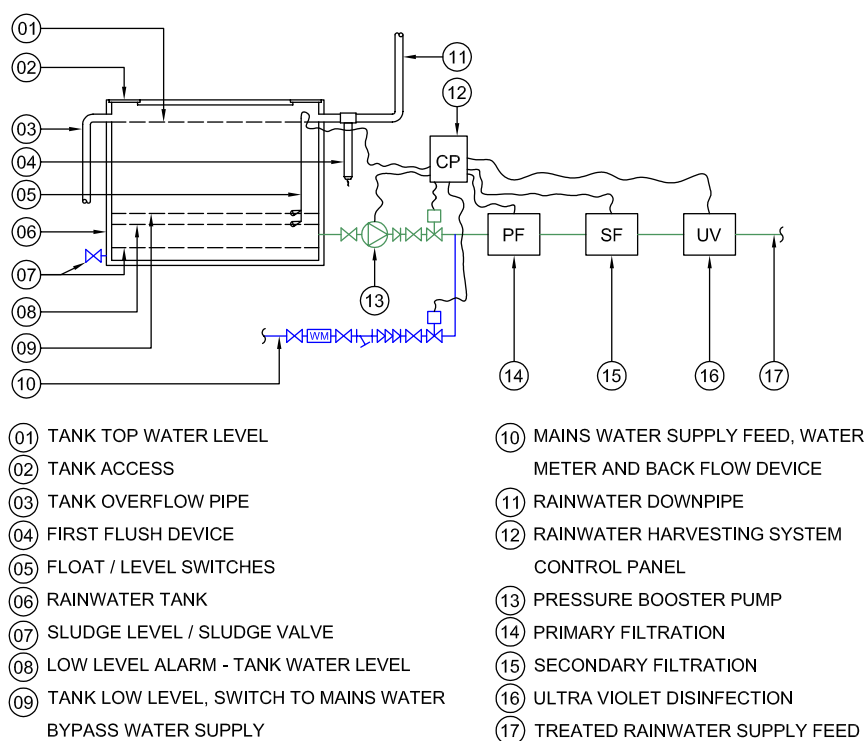 01
02
03
04
05
06
07
08
09
10
11
12
CP
13
WM
PF
SF
UV
14
15
16
17
01 TANK TOP WATER LEVEL
02 TANK ACCESS
03 TANK OVERFLOW PIPE
04 FIRST FLUSH DEVICE
05 FLOAT / LEVEL SWITCHES
06 RAINWATER TANK
07 SLUDGE LEVEL / SLUDGE VALVE
08 LOW LEVEL ALARM - TANK WATER LEVEL
09 TANK LOW LEVEL, SWITCH TO MAINS WATER
BYPASS WATER SUPPLY
10 MAINS WATER SUPPLY FEED, WATER
METER AND BACK FLOW DEVICE
11 RAINWATER DOWNPIPE
12 RAINWATER HARVESTING SYSTEM
CONTROL PANEL
13 PRESSURE BOOSTER PUMP
14 PRIMARY FILTRATION
15 SECONDARY FILTRATION
16 ULTRA VIOLET DISINFECTION
17 TREATED RAINWATER SUPPLY FEED